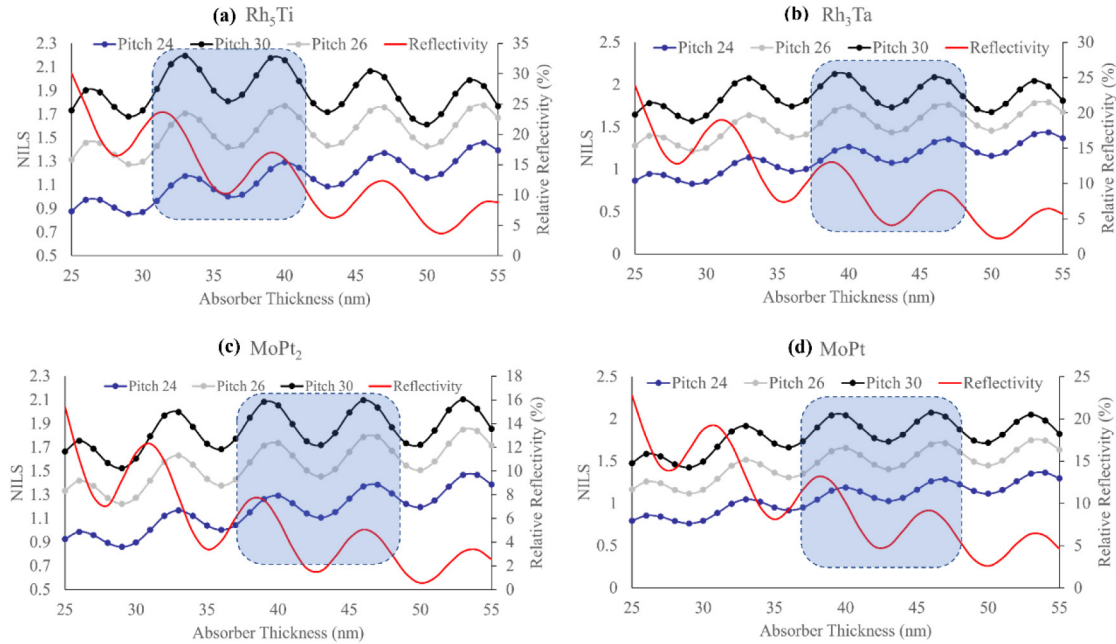 (a) Rh5Ti
Pitch 24 Pitch 30 Pitch 26 Reflectivity
2.3
2.1
1.9
1.7
1.5
1.3
1.1
0.9
0.7
0.5
NILS
35
30
25
20
15
10
5
0
Relative Reflectivity (%)
25 30 35 40 45 50 55
Absorber Thickness (nm)
(b) Rh3Ta
Pitch 24 Pitch 26 Pitch 30 Reflectivity
2.5
2
1.5
1
0.5
0
NILS
30
25
20
15
10
5
0
Relative Reflectivity (%)
25 30 35 40 45 50 55
Absorber Thickness (nm)
(c) MoPt2
Pitch 24 Pitch 26 Pitch 30 Reflectivity
2.3
2.1
1.9
1.7
1.5
1.3
1.1
0.9
0.7
0.5
NILS
18
16
14
12
10
8
6
4
2
0
Relative Reflectivity (%)
25 30 35 40 45 50 55
Absorber Thickness (nm)
(d) MoPt
Pitch 24 Pitch 26 Pitch 30 Reflectivity
2.5
2
1.5
1
0.5
0
NILS
25
20
15
10
5
0
Relative Reflectivity (%)
25 30 35 40 45 50 55
Absorber Thickness (nm)